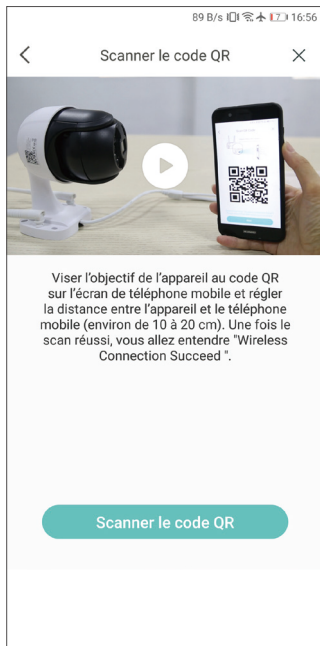 89 B/s 7 16:56
Scanner le code QR
Viser l'objectif de l'appareil au code QR
sur l'écran de téléphone mobile et régler
la distance entre l'appareil et le téléphone
mobile (environ de 10 à 20 cm). Une fois le
scan réussi, vous allez entendre "Wireless
Connection Succeed ".
Scanner le code QR